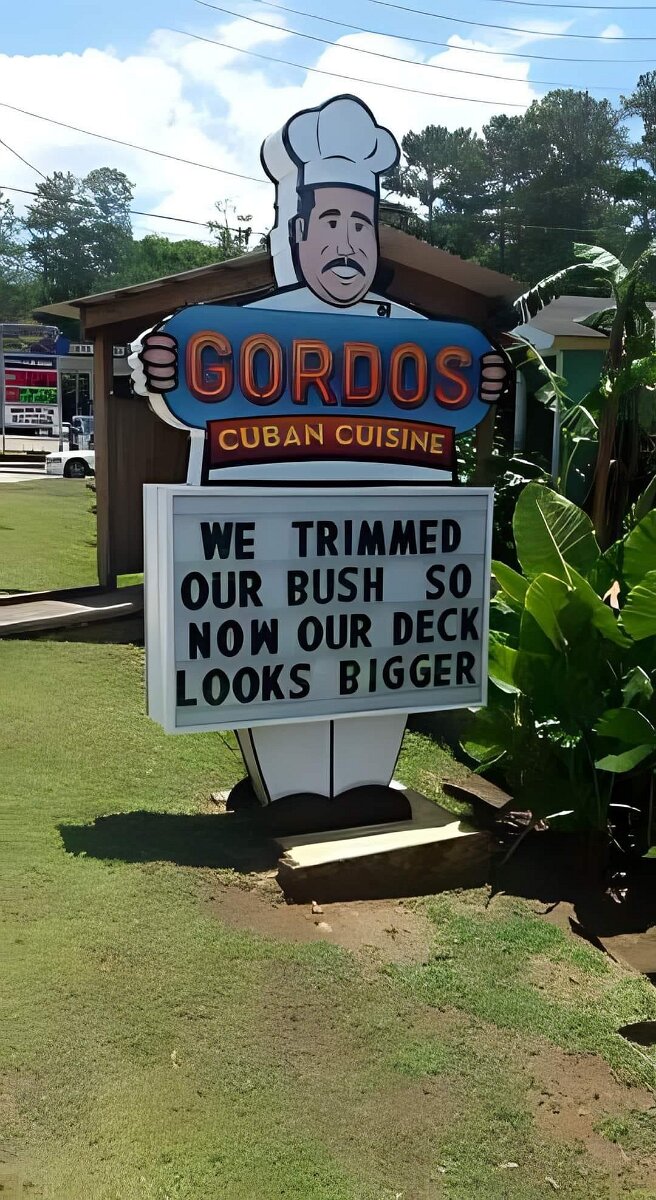 GORDOS
CUBAN CUISINE
WE TRIMMED
OUR BUSH SO
NOW OUR DECK
LOOKS BIGGER